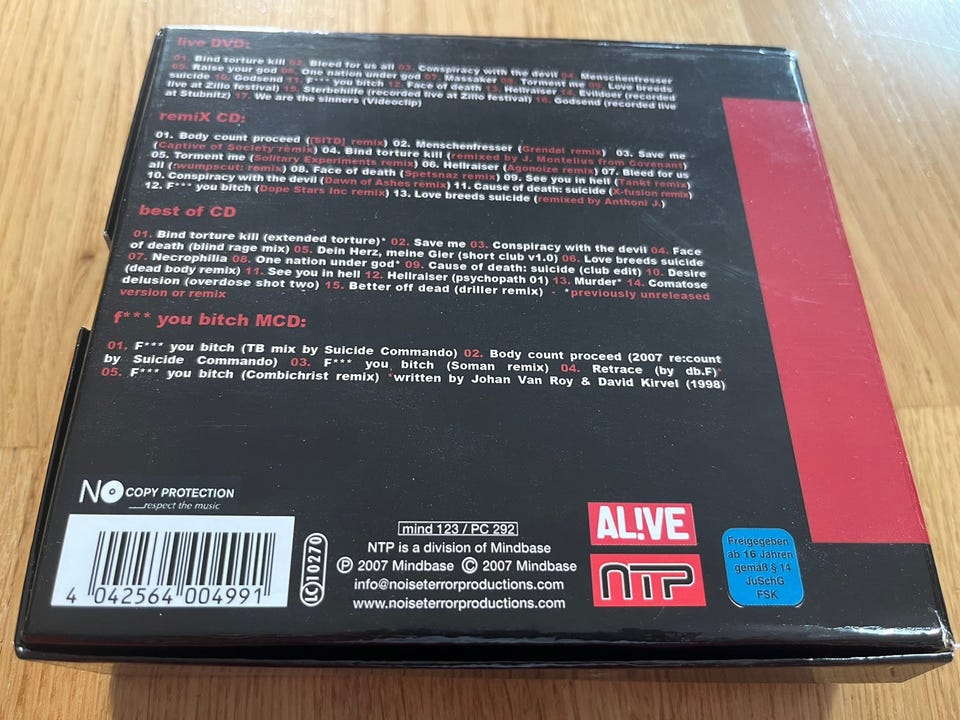 live DVD:
01. Bind torture kill 02. Bleed for us all 03. Conspiracy with the devil 04. Menschenfresser
05. Raise your god 06. One nation under god 07. Massaker 08. Torment me 09. Love breeds
suicide 10. Godsend 11. F*** you bitch 12. Face of death 13. Hellraiser 14. Evildoer (recorded
live at Zillo festival) 15. Sterbehilfe (recorded live at Zillo festival) 16. Godsend (recorded live
at Stubnitz) 17. We are the sinners (Videoclip)
remiX CD:
01. Body count proceed ([SITD] remix) 02. Menschenfresser (Grendel remix) 03. Save me
(Captive of Society remix) 04. Bind torture kill (remixed by J. Montelius from Covenant)
05. Torment me (Solitary Experiments remix) 06. Hellraiser (Agonoize remix) 07. Bleed for us
all (:wumpscut: remix) 08. Face of death (Spetsnaz remix) 09. See you in hell (Tankt remix)
10. Conspiracy with the devil (Dawn of Ashes remix) 11. Cause of death: suicide (X-fusion remix)
12. F*** you bitch (Dope Stars Inc remix) 13. Love breeds suicide (remixed by Anthoni J.)
best of CD
01. Bind torture kill (extended torture)* 02. Save me 03. Conspiracy with the devil 04. Face
of death (blind rage mix) 05. Dein Herz, meine Gier (short club v1.0) 06. Love breeds suicide
07. Necrophilia 08. One nation under god* 09. Cause of death: suicide (club edit) 10. Desire
(dead body remix) 11. See you in hell 12. Hellraiser (psychopath 01) 13. Murder* 14. Comatose
delusion (overdose shot two) 15. Better off dead (driller remix) - *previously unreleased
version or remix
f*** you bitch MCD:
01. F*** you bitch (TB mix by Suicide Commando) 02. Body count proceed (2007 re:count
by Suicide Commando) 03. F*** you bitch (Soman remix) 04. Retrace (by db.F)*
05. F*** you bitch (Combichrist remix) *written by Johan Van Roy & David Kirvel (1998)
NO COPY PROTECTION
respect the music
4 042564 004991
LC 10270
mind 123 / PC 292
NTP is a division of Mindbase
℗ 2007 Mindbase © 2007 Mindbase
info@noiseterrorproductions.com
www.noiseterrorproductions.com
AL!VE
NTP
Freigegeben
ab 16 Jahren
gemäß § 14
JuSchG
FSK